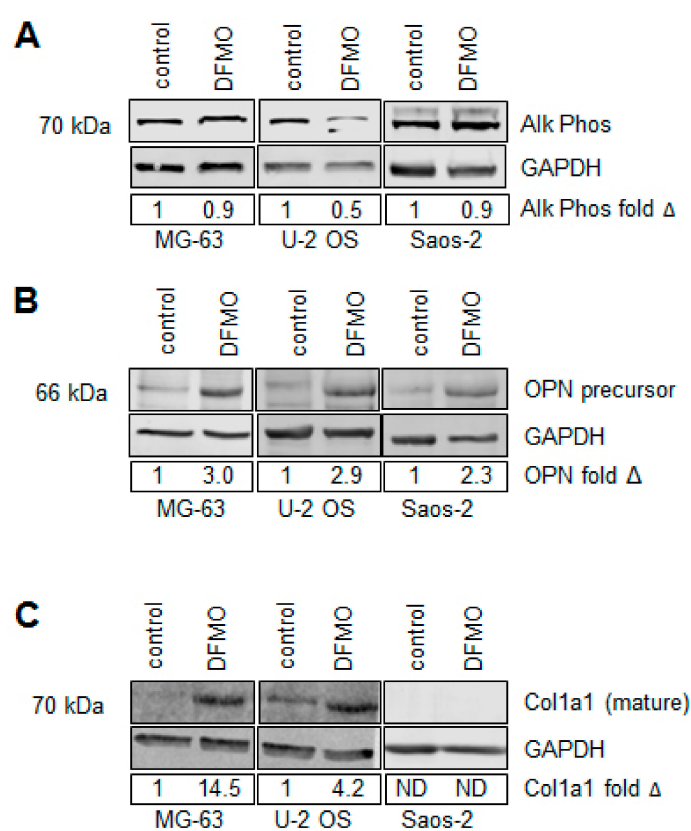 A
control DFMO control DFMO control DFMO
70 kDa Alk Phos
GAPDH
1 0.9 1 0.5 1 0.9 Alk Phos fold Δ
MG-63 U-2 OS Saos-2
B
control DFMO control DFMO control DFMO
66 kDa OPN precursor
GAPDH
1 3.0 1 2.9 1 2.3 OPN fold Δ
MG-63 U-2 OS Saos-2
C
control DFMO control DFMO control DFMO
70 kDa Col1a1 (mature)
GAPDH
1 14.5 1 4.2 ND ND Col1a1 fold Δ
MG-63 U-2 OS Saos-2